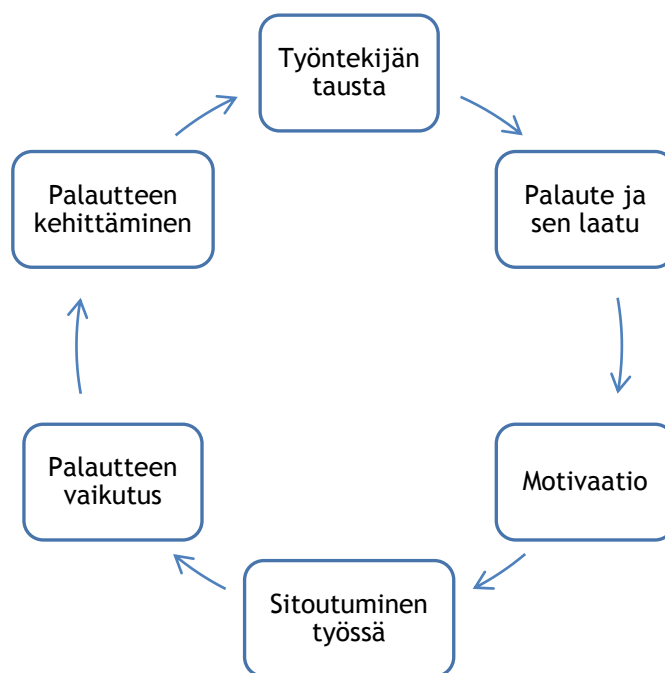 Työntekijän
tausta
Palaute ja
sen laatu
Motivaatio
Sitoutuminen
työssä
Palautteen
vaikutus
Palautteen
kehittäminen